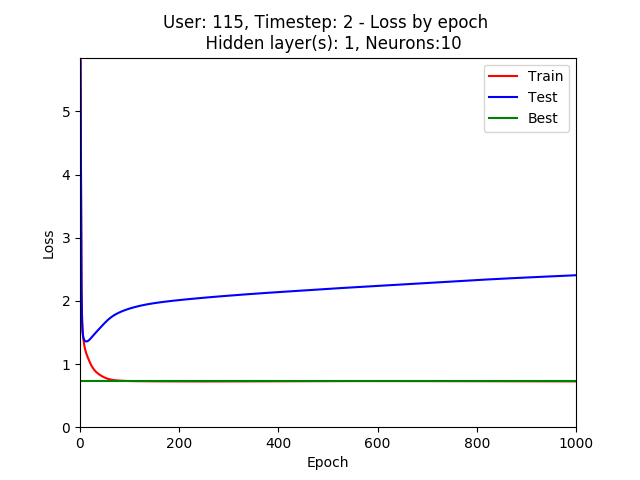 User: 115, Timestep: 2 - Loss by epoch
Hidden layer(s): 1, Neurons:10
Train
Test
Best
Loss
5
4
3
2
1
0
0 200 400 600 800 1000
Epoch